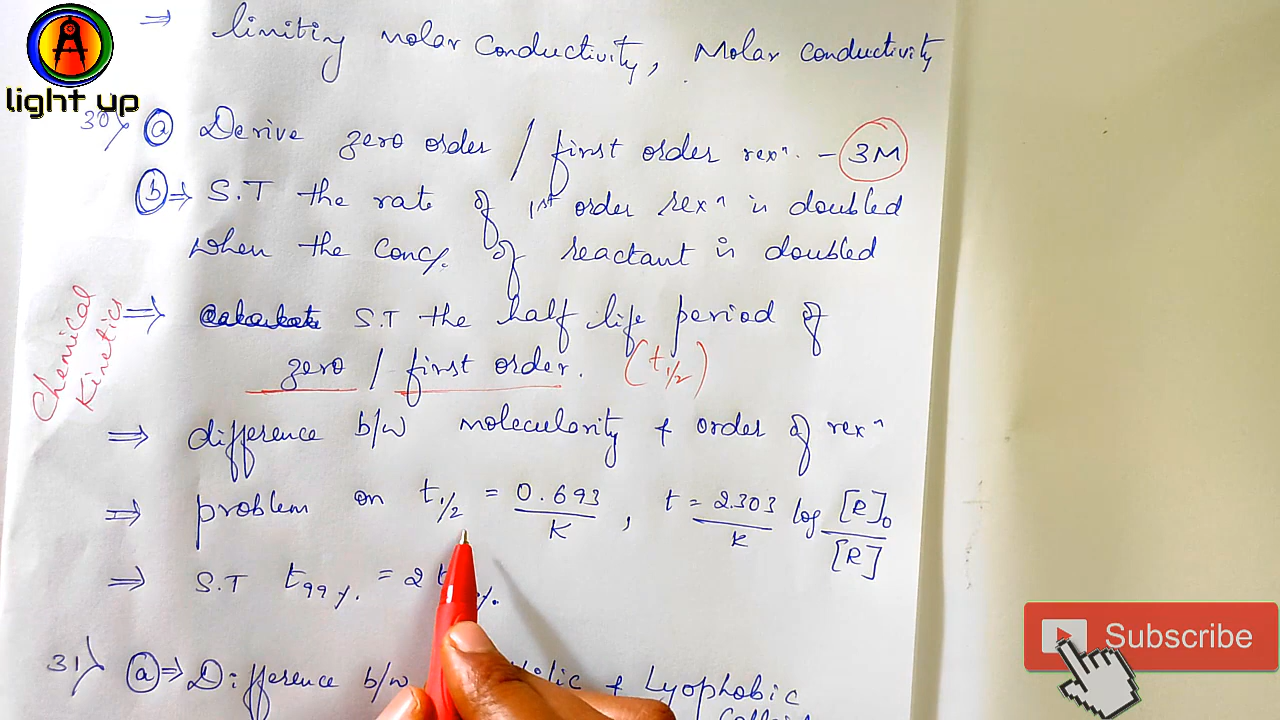 ⇒ limiting molar Conductivity, Molar conductivity
light up
30) ⓐ Derive zero order / first order rexⁿ. - 3M
ⓑ ⇒ S.T the rate of 1st order rexⁿ is doubled
when the conc/. of reactant is doubled
Chemical Kinetics
⇒ S.T the half life period of
zero / first order. (t1/2)
⇒ difference b/w molecularity + order of rexⁿ
⇒ problem on t1/2 = 0.693/K, t = 2.303/K log [R]₀/[R]
⇒ S.T t99%. = 2 t %.
Subscribe
31) ⓐ ⇒ Difference b/w + Lyophobic